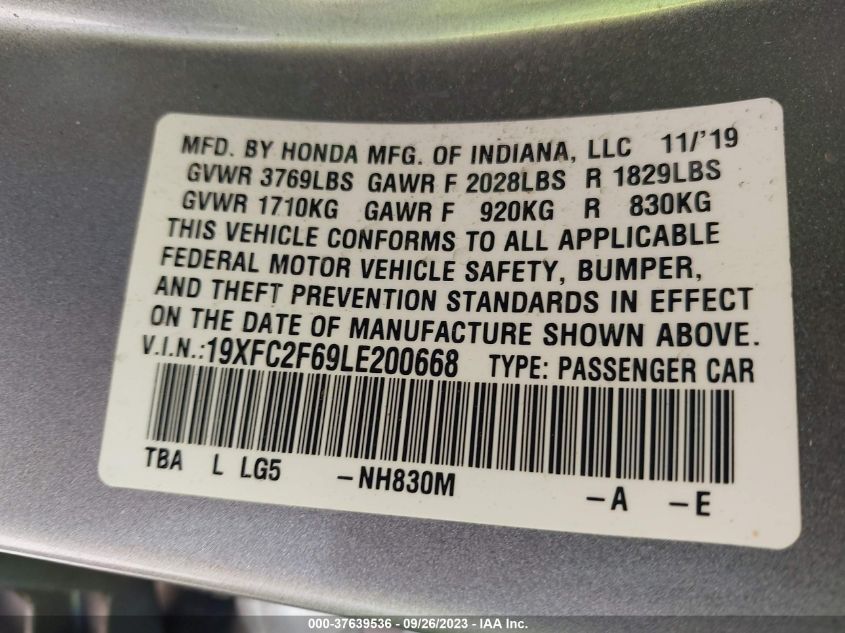 MFD. BY HONDA MFG. OF INDIANA, LLC 11/'19
GVWR 3769LBS GAWR F 2028LBS R 1829LBS
GVWR 1710KG GAWR F 920KG R 830KG
THIS VEHICLE CONFORMS TO ALL APPLICABLE
FEDERAL MOTOR VEHICLE SAFETY, BUMPER,
AND THEFT PREVENTION STANDARDS IN EFFECT
ON THE DATE OF MANUFACTURE SHOWN ABOVE.
V.I.N.:19XFC2F69LE200668 TYPE: PASSENGER CAR
TBA L LG5 -NH830M -A -E
000-37639536 - 09/26/2023 - IAA Inc.